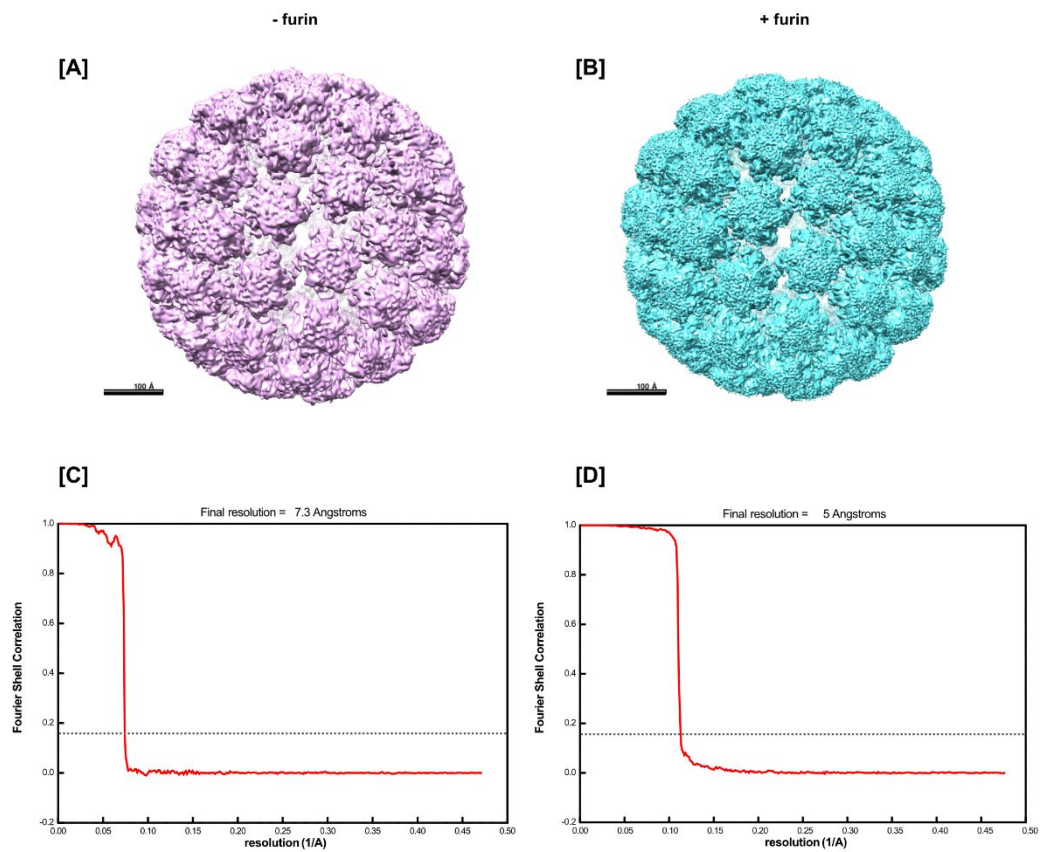 - furin
+ furin
[A]
[B]
100 Å
100 Å
[C]
[D]
Final resolution = 7.3 Angstroms
Final resolution = 5 Angstroms
Fourier Shell Correlation
1.0
0.8
0.6
0.4
0.2
0.0
-0.2
0.00 0.05 0.10 0.15 0.20 0.25 0.30 0.35 0.40 0.45 0.50
resolution (1/A)
Fourier Shell Correlation
1.0
0.8
0.6
0.4
0.2
0.0
-0.2
0.00 0.05 0.10 0.15 0.20 0.25 0.30 0.35 0.40 0.45 0.50
resolution (1/A)